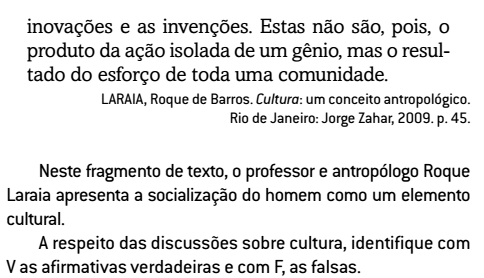 inovações e as invenções. Estas não são, pois, o
produto da ação isolada de um gênio, mas o resul-
tado do esforço de toda uma comunidade.
LARAIA, Roque de Barros. Cultura: um conceito antropológico.
Rio de Janeiro: Jorge Zahar, 2009. p. 45.
Neste fragmento de texto, o professor e antropólogo Roque
Laraia apresenta a socialização do homem como um elemento
cultural.
A respeito das discussões sobre cultura, identifique com
V as afirmativas verdadeiras e com F, as falsas.